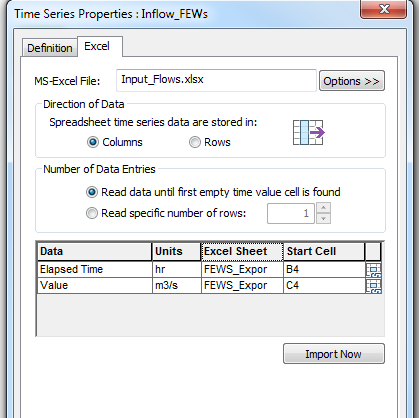 Time Series Properties : Inflow_FEWs
Definition Excel
MS-Excel File: Input_Flows.xlsx Options >>
Direction of Data
Spreadsheet time series data are stored in:
Columns Rows
Number of Data Entries
Read data until first empty time value cell is found
Read specific number of rows: 1
Data Units Excel Sheet Start Cell
Elapsed Time hr FEWS_Expor B4
Value m3/s FEWS_Expor C4
Import Now